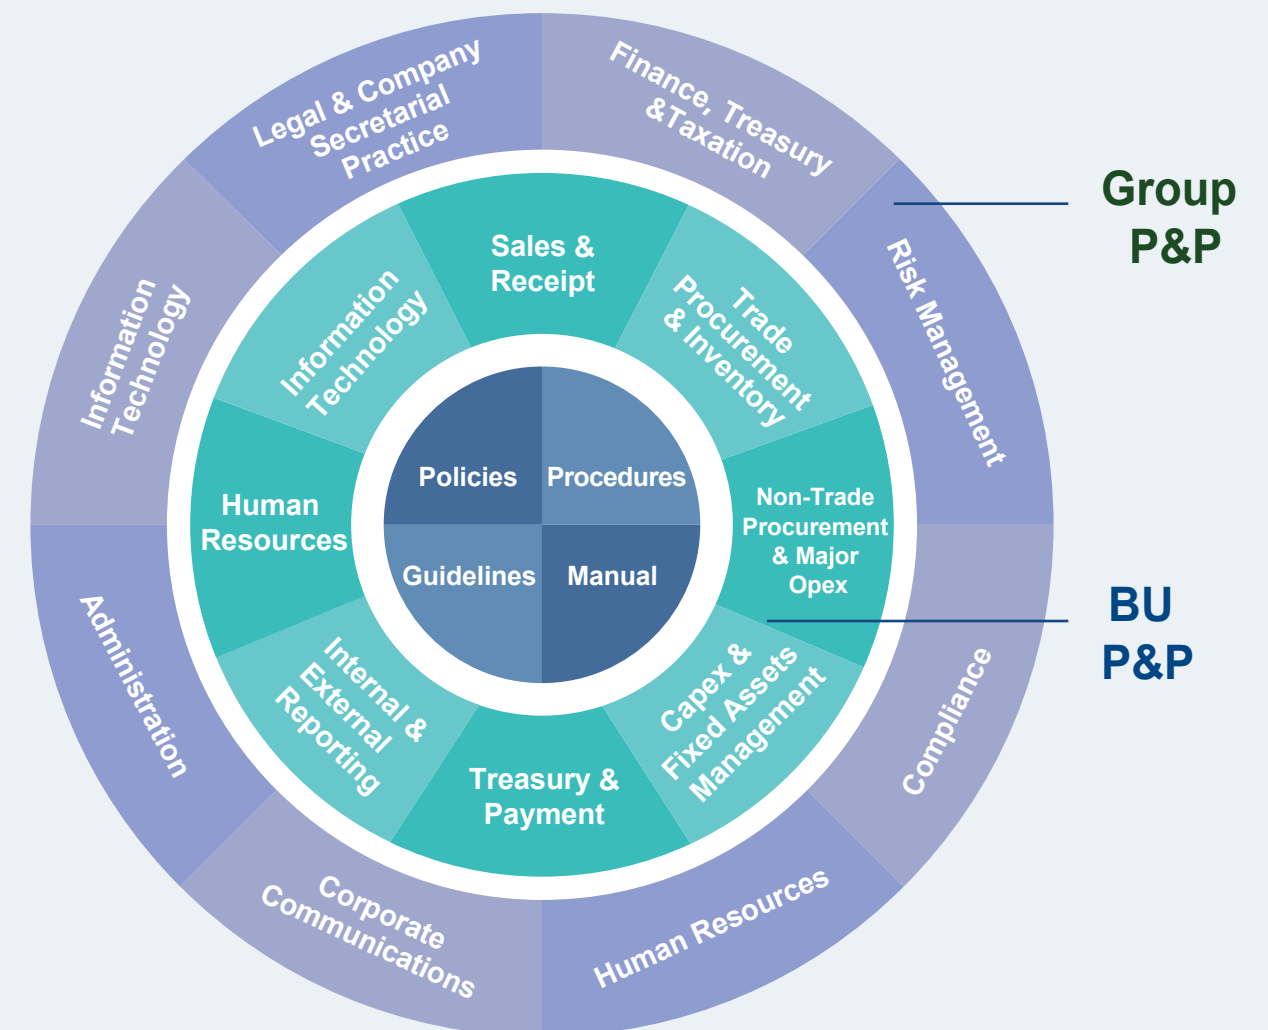 Legal & Company
Secretarial
Practice
Finance, Treasury
&Taxation
Risk Management
Compliance
Human Resources
Corporate
Communications
Administration
Information
Technology
Sales &
Receipt
Trade
Procurement
& Inventory
Non-Trade
Procurement
& Major
Opex
Capex &
Fixed Assets
Management
Treasury &
Payment
Internal &
External
Reporting
Human
Resources
Information
Technology
Policies
Procedures
Guidelines
Manual
Group
P&P
BU
P&P